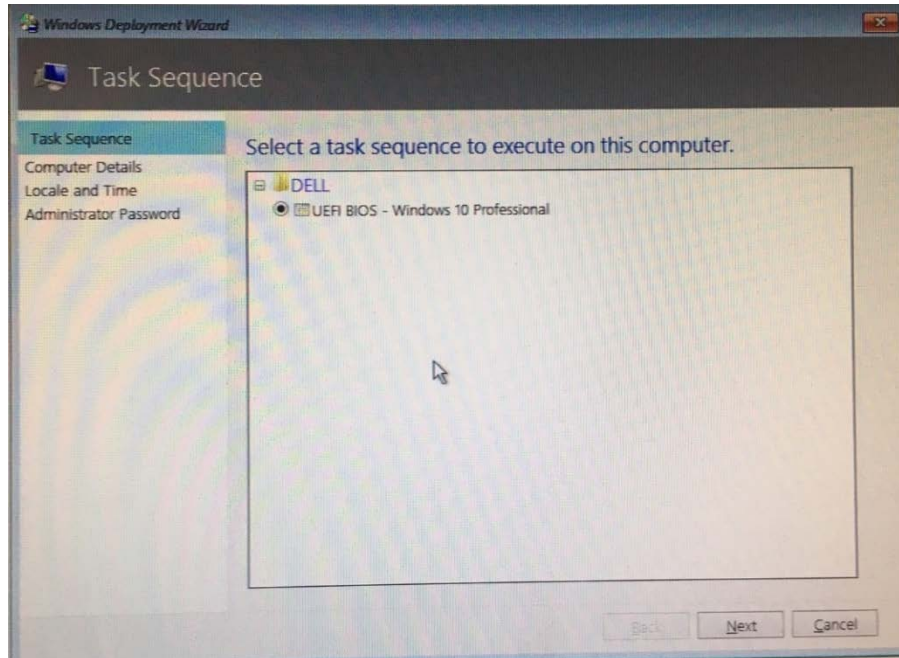 Windows Deployment Wizard
Task Sequence
Task Sequence
Computer Details
Locale and Time
Administrator Password
Select a task sequence to execute on this computer.
DELL
UEFI BIOS - Windows 10 Professional
Back
Next
Cancel